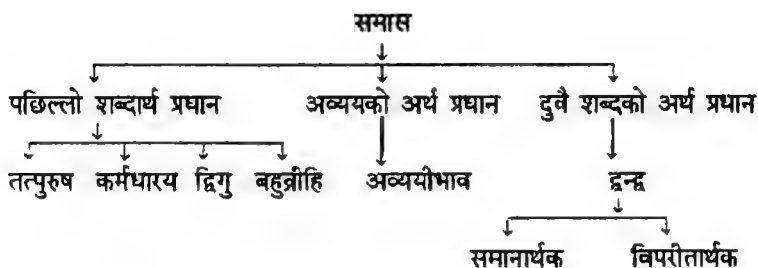 समास
पछिल्लो शब्दार्थ प्रधान अव्ययको अर्थ प्रधान दुवै शब्दको अर्थ प्रधान
तत्पुरुष कर्मधारय द्विगु बहुव्रीहि अव्ययीभाव द्वन्द्व
समानार्थक विपरीतार्थक